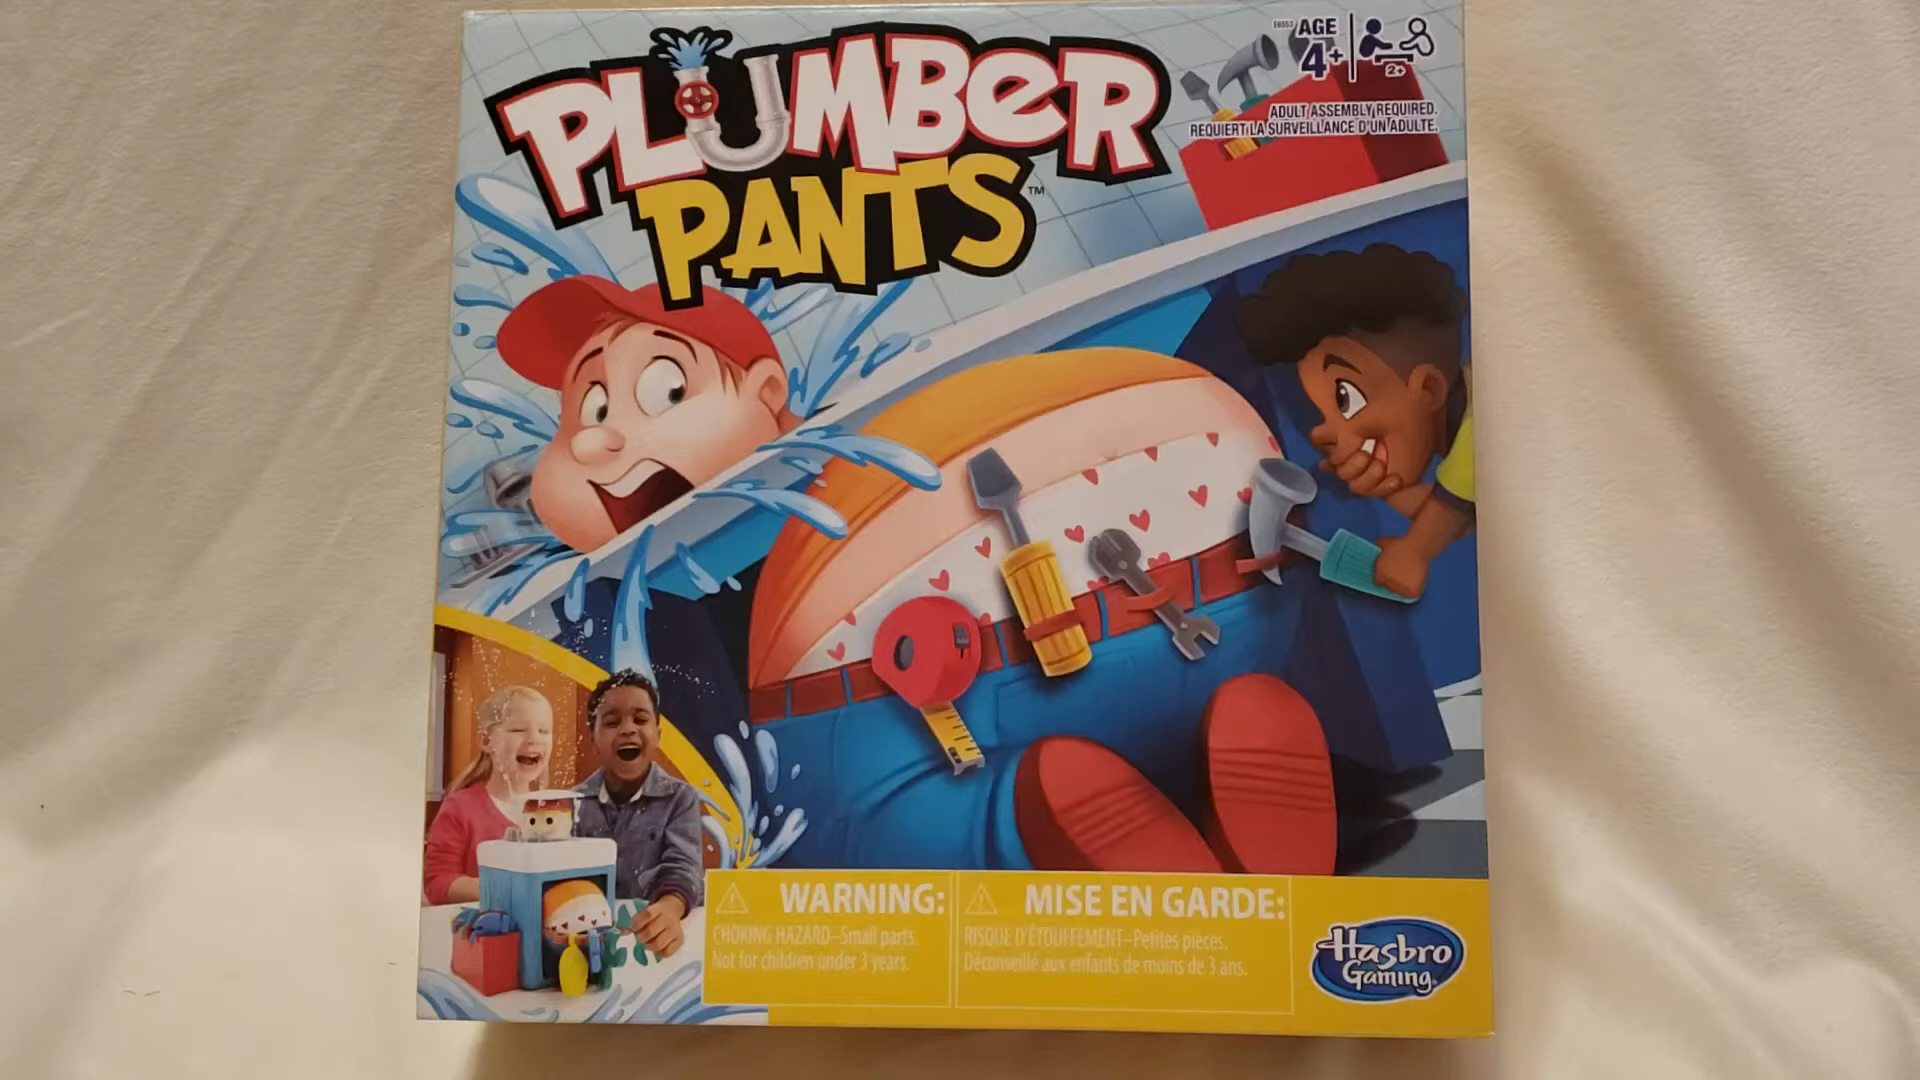 PLUMBER
PANTS™
E6553 AGE
4+
2+
ADULT ASSEMBLY REQUIRED.
REQUIERT LA SURVEILLANCE D'UN ADULTE.
WARNING:
CHOKING HAZARD–Small parts.
Not for children under 3 years.
MISE EN GARDE:
RISQUE D'ÉTOUFFEMENT–Petites pièces.
Déconseillé aux enfants de moins de 3 ans.
Hasbro
Gaming